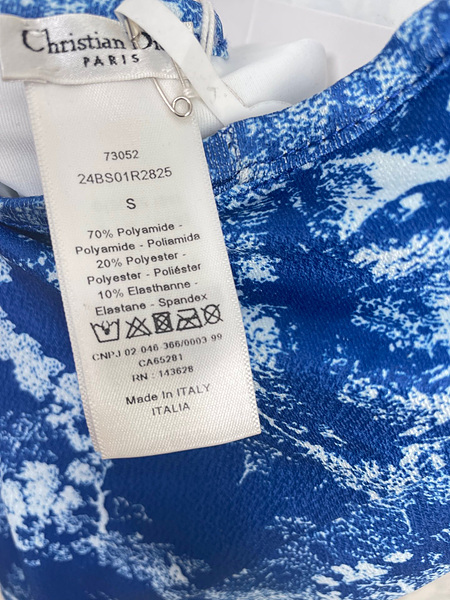 Christian
PARIS
73052
24BS01R2825
S
70% Polyamide -
Polyamide - Poliamida
20% Polyester -
Polyester - Poliéster
10% Elasthanne -
Elastane - Spandex
CNPJ 02 046 366/0003-99
CA65281
RN : 143628
Made in ITALY
ITALIA